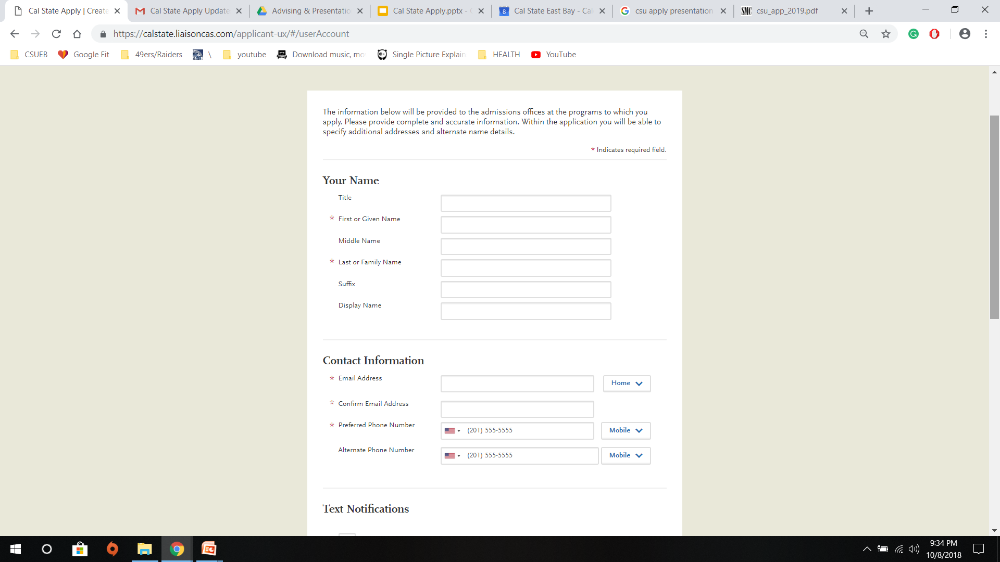 Cal State Apply | Create
Cal State Apply Update
Advising & Presentatio
Cal State Apply.pptx -
8 Cal State East Bay - Cal
csu apply presentation
SMC csu_app_2019.pdf
https://calstate.liaisoncas.com/applicant-ux/#/userAccount
CSUEB
Google Fit
49ers/Raiders
\
youtube
Download music, mo
Single Picture Explain
HEALTH
YouTube
The information below will be provided to the admissions offices at the programs to which you
apply. Please provide complete and accurate information. Within the application you will be able to
specify additional addresses and alternate name details.
* Indicates required field.
Your Name
Title
* First or Given Name
Middle Name
* Last or Family Name
Suffix
Display Name
Contact Information
* Email Address
Home
* Confirm Email Address
* Preferred Phone Number
(201) 555-5555
Mobile
Alternate Phone Number
(201) 555-5555
Mobile
Text Notifications
9:34 PM
10/8/2018